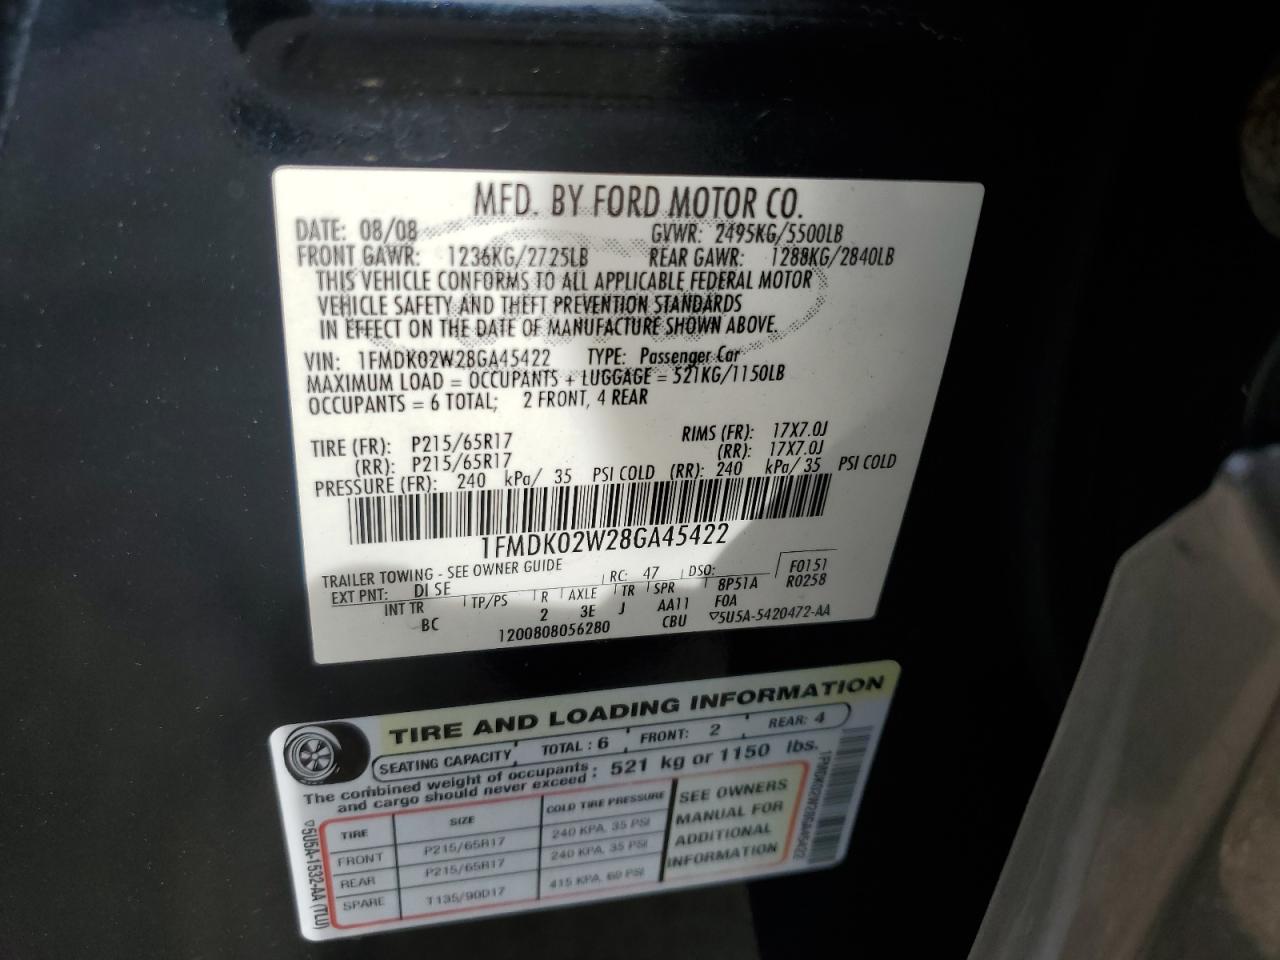 MFD. BY FORD MOTOR CO.
DATE: 08/08 GVWR: 2495KG/5500LB
FRONT GAWR: 1236KG/2725LB REAR GAWR: 1288KG/2840LB
THIS VEHICLE CONFORMS TO ALL APPLICABLE FEDERAL MOTOR
VEHICLE SAFETY AND THEFT PREVENTION STANDARDS
IN EFFECT ON THE DATE OF MANUFACTURE SHOWN ABOVE.
VIN: 1FMDK02W28GA45422 TYPE: Passenger Car
MAXIMUM LOAD = OCCUPANTS + LUGGAGE = 521KG/1150LB
OCCUPANTS = 6 TOTAL; 2 FRONT, 4 REAR
TIRE (FR): P215/65R17 RIMS (FR): 17X7.0J
(RR): P215/65R17 (RR): 17X7.0J
PRESSURE (FR): 240 kPa/ 35 PSI COLD (RR): 240 kPa/ 35 PSI COLD
1FMDK02W28GA45422
TRAILER TOWING - SEE OWNER GUIDE
EXT PNT: DI SE RC: 47 DSO: F0151
INT TR TP/PS R AXLE TR SPR 8P51A R0258
BC 2 3E J AA11 F0A
1200808056280 CBU ▽5U5A-5420472-AA
TIRE AND LOADING INFORMATION
SEATING CAPACITY TOTAL : 6 FRONT: 2 REAR: 4
The combined weight of occupants : 521 kg or 1150 lbs.
and cargo should never exceed :
TIRE SIZE COLD TIRE PRESSURE
FRONT P215/65R17 240 KPA, 35 PSI
REAR P215/65R17 240 KPA, 35 PSI
SPARE T135/90D17 415 KPA, 60 PSI
SEE OWNERS
MANUAL FOR
ADDITIONAL
INFORMATION
▽5U5A-1532-AA (TLU)
1FMDK02W28GA45422